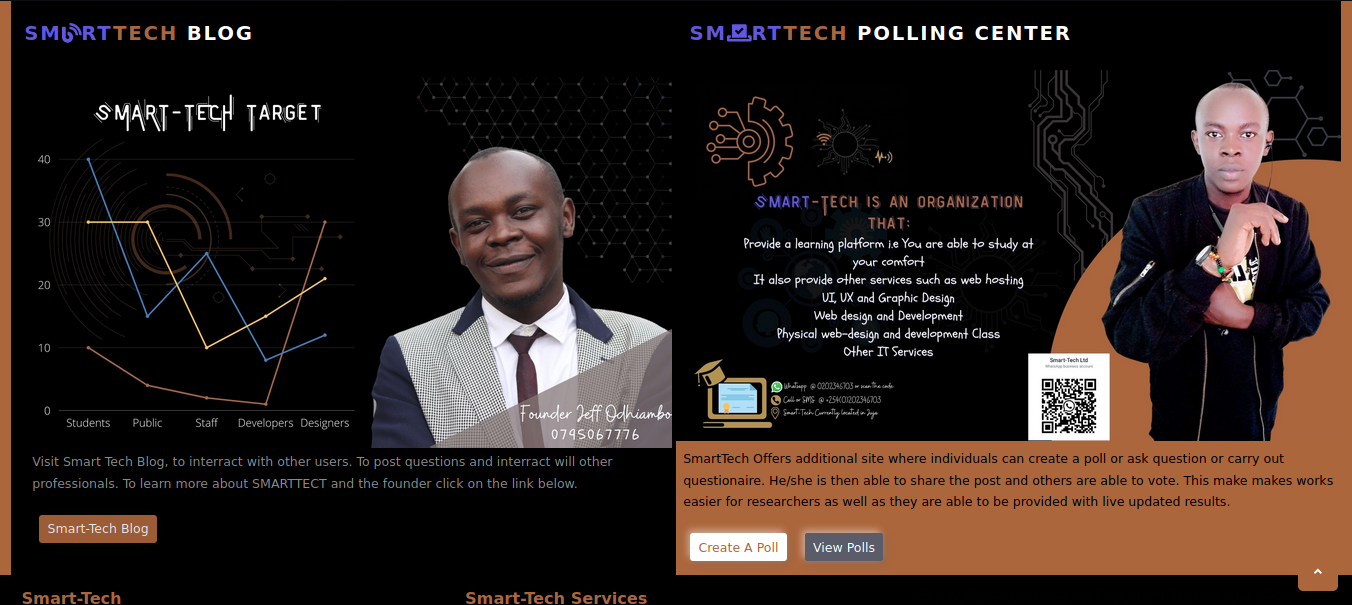 SMARTTECH BLOG
SMART-TECH TARGET
40
30
20
10
0
Students Public Staff Developers Designers
Founder Jeff Odhiambo
0795067776
Visit Smart Tech Blog, to interract with other users. To post questions and interract will other
professionals. To learn more about SMARTTECT and the founder click on the link below.
Smart-Tech Blog
SMARTTECH POLLING CENTER
SMART-TECH IS AN ORGANIZATION
THAT:
Provide a learning platform i.e You are able to study at
your comfort
It also provide other services such as web hosting
UI, UX and Graphic Design
Web design and Development
Physical web-design and development Class
Other IT Services
Whatsapp @ 0202346703 or scan the code
Call or SMS @ +254(0)202346703
Smart-Tech Currently located in Juja
Smart-Tech Ltd
WhatsApp business account
SmartTech Offers additional site where individuals can create a poll or ask question or carry out
questionaire. He/she is then able to share the post and others are able to vote. This make makes works
easier for researchers as well as they are able to be provided with live updated results.
Create A Poll
View Polls
Smart-Tech
Smart-Tech Services